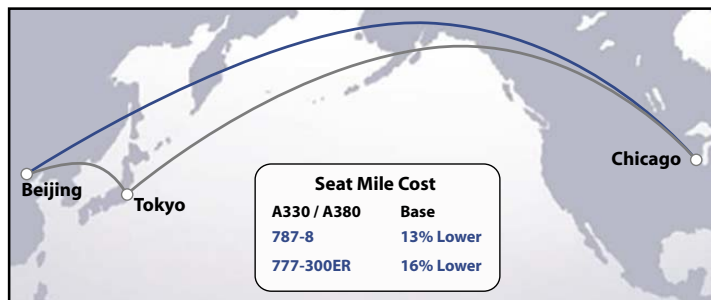 Chicago
Beijing
Tokyo
Seat Mile Cost
A330 / A380 Base
787-8 13% Lower
777-300ER 16% Lower